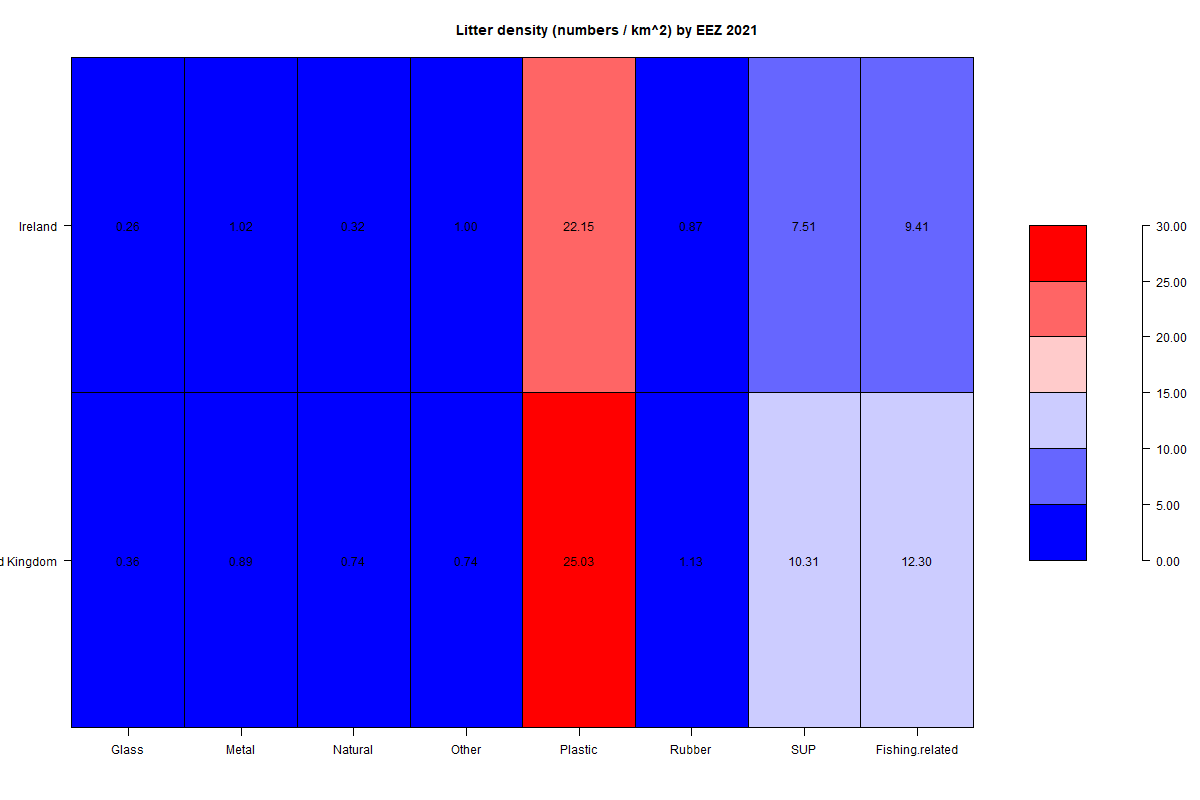 Litter density (numbers / km^2) by EEZ 2021
Ireland 0.26 1.02 0.32 1.00 22.15 0.87 7.51 9.41
d Kingdom 0.36 0.89 0.74 0.74 25.03 1.13 10.31 12.30
Glass Metal Natural Other Plastic Rubber SUP Fishing.related
30.00
25.00
20.00
15.00
10.00
5.00
0.00